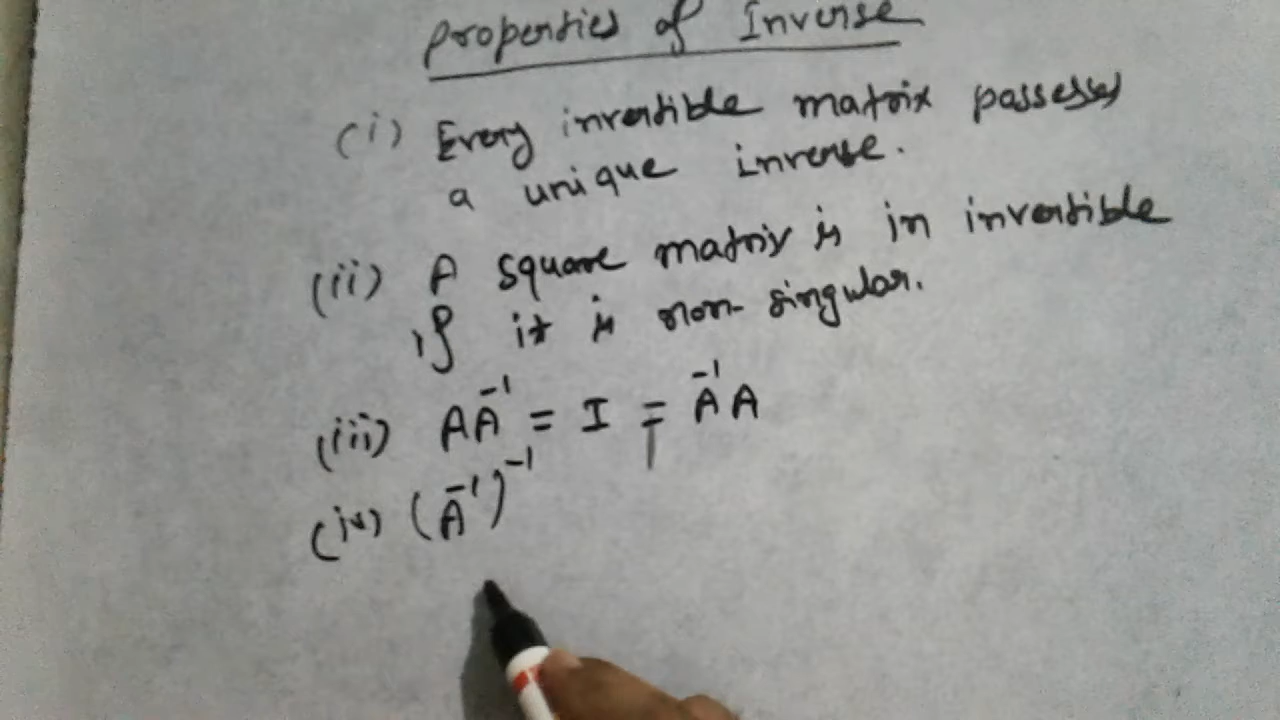 Properties of Inverse
(i) Every invertible matrix possesses
a unique inverse.
(ii) A square matrix is in invertible
if it is non-singular.
(iii) AA⁻¹ = I = A⁻¹A
(iv) (A⁻¹)⁻¹